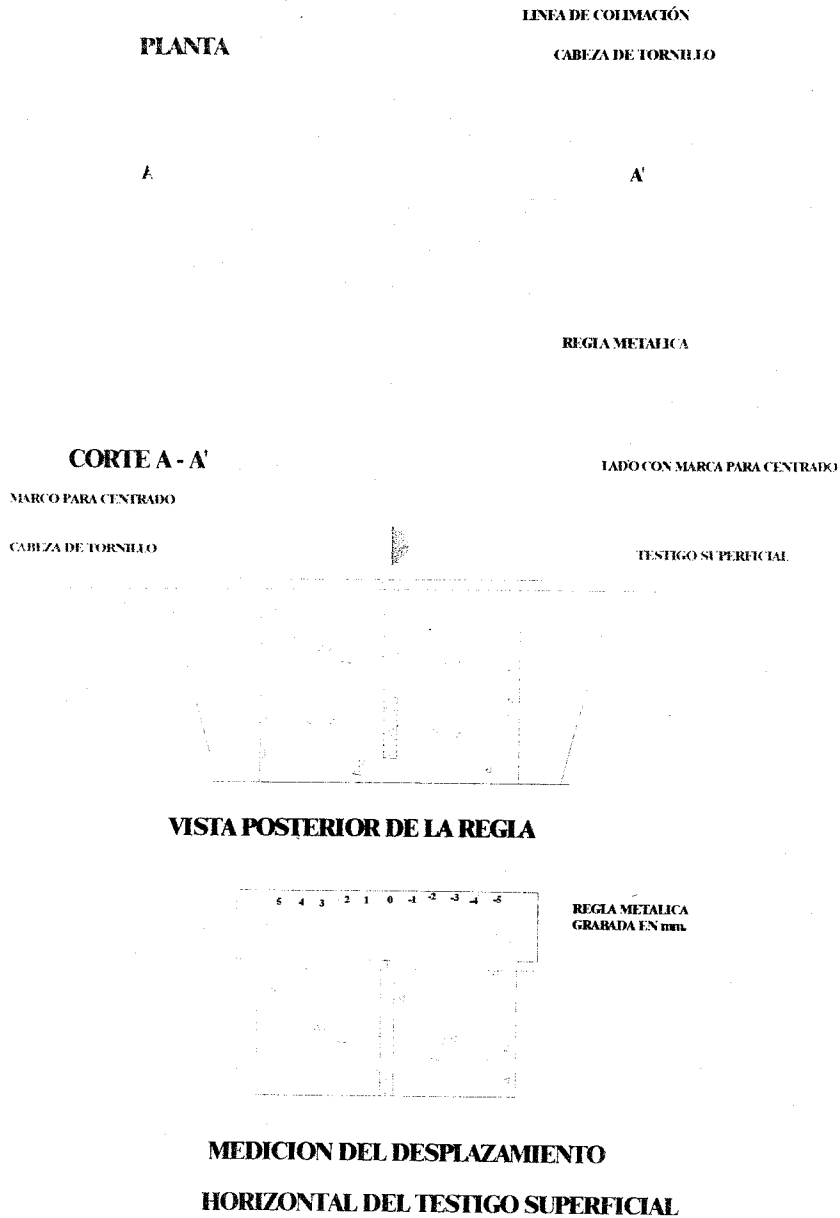 LINEA DE COLIMACIÓN
PLANTA
CABEZA DE TORNILLO
A
A'
REGLA METALICA
CORTE A - A'
LADO CON MARCA PARA CENTRADO
MARCO PARA CENTRADO
CABEZA DE TORNILLO
TESTIGO SUPERFICIAL
VISTA POSTERIOR DE LA REGLA
5 4 3 2 1 0 -1 -2 -3 -4 -5
REGLA METALICA
GRABADA EN mm.
MEDICION DEL DESPLAZAMIENTO
HORIZONTAL DEL TESTIGO SUPERFICIAL